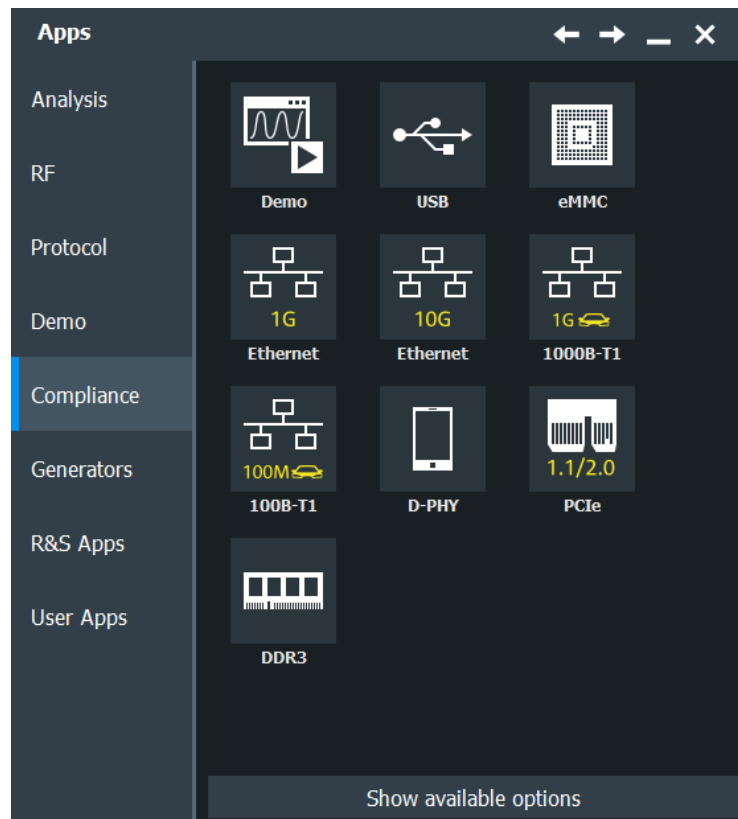 Apps
Analysis
RF
Protocol
Demo
Compliance
Generators
R&S Apps
User Apps
Demo
USB
eMMC
1G
Ethernet
10G
Ethernet
1G
1000B-T1
100M
100B-T1
D-PHY
1.1/2.0
PCIe
DDR3
Show available options